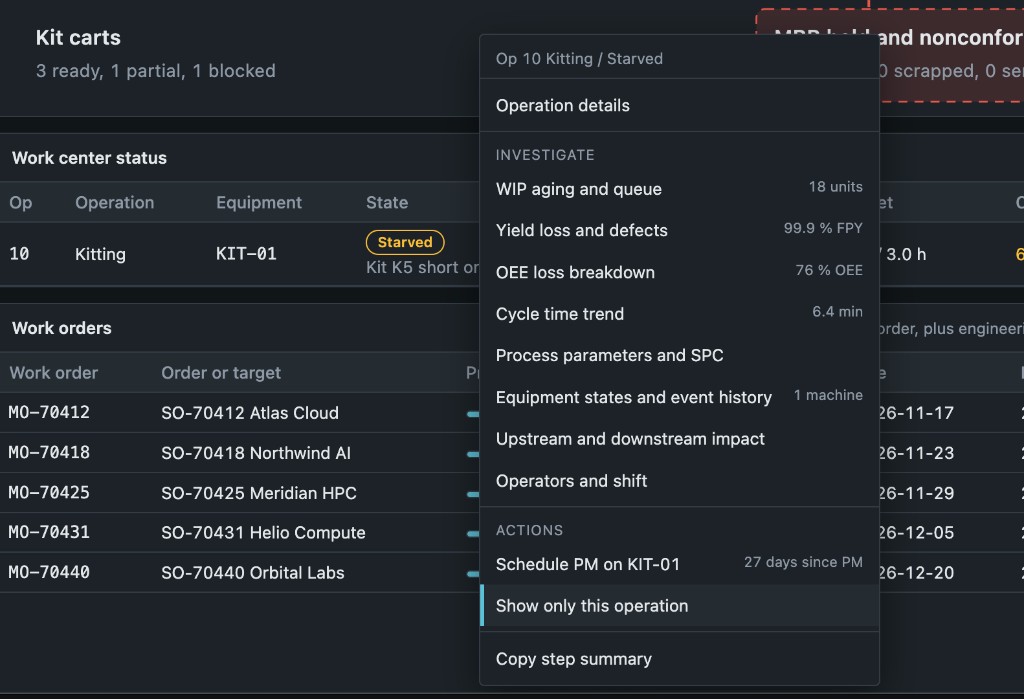 Kit carts
3 ready, 1 partial, 1 blocked
and nonconfor
0 scrapped, 0 se
Op 10 Kitting / Starved
Operation details
INVESTIGATE
WIP aging and queue 18 units
Yield loss and defects 99.9 % FPY
OEE loss breakdown 76 % OEE
Cycle time trend 6.4 min
Process parameters and SPC
Equipment states and event history 1 machine
Upstream and downstream impact
Operators and shift
ACTIONS
Schedule PM on KIT-01 27 days since PM
Show only this operation
Copy step summary
Work center status
Op Operation Equipment State
10 Kitting KIT-01 Starved 3.0 h
Kit K5 short
Work orders order, plus engineeri
Work order Order or target
MO-70412 SO-70412 Atlas Cloud 26-11-17
MO-70418 SO-70418 Northwind AI 26-11-23
MO-70425 SO-70425 Meridian HPC 26-11-29
MO-70431 SO-70431 Helio Compute 26-12-05
MO-70440 SO-70440 Orbital Labs 26-12-20